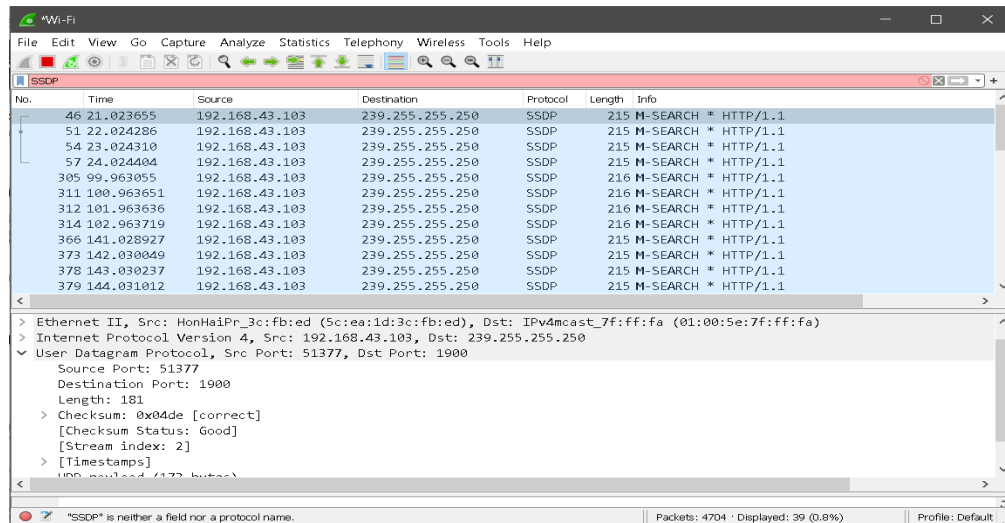 *Wi-Fi
File Edit View Go Capture Analyze Statistics Telephony Wireless Tools Help
SSDP
No. Time Source Destination Protocol Length Info
46 21.023655 192.168.43.103 239.255.255.250 SSDP 215 M-SEARCH * HTTP/1.1
51 22.024286 192.168.43.103 239.255.255.250 SSDP 215 M-SEARCH * HTTP/1.1
54 23.024310 192.168.43.103 239.255.255.250 SSDP 215 M-SEARCH * HTTP/1.1
57 24.024404 192.168.43.103 239.255.255.250 SSDP 215 M-SEARCH * HTTP/1.1
305 99.963055 192.168.43.103 239.255.255.250 SSDP 216 M-SEARCH * HTTP/1.1
311 100.963651 192.168.43.103 239.255.255.250 SSDP 216 M-SEARCH * HTTP/1.1
312 101.963636 192.168.43.103 239.255.255.250 SSDP 216 M-SEARCH * HTTP/1.1
314 102.963719 192.168.43.103 239.255.255.250 SSDP 216 M-SEARCH * HTTP/1.1
366 141.028927 192.168.43.103 239.255.255.250 SSDP 215 M-SEARCH * HTTP/1.1
373 142.030049 192.168.43.103 239.255.255.250 SSDP 215 M-SEARCH * HTTP/1.1
378 143.030237 192.168.43.103 239.255.255.250 SSDP 215 M-SEARCH * HTTP/1.1
379 144.031012 192.168.43.103 239.255.255.250 SSDP 215 M-SEARCH * HTTP/1.1
Ethernet II, Src: HonHaiPr_3c:fb:ed (5c:ea:1d:3c:fb:ed), Dst: IPv4mcast_7f:ff:fa (01:00:5e:7f:ff:fa)
Internet Protocol Version 4, Src: 192.168.43.103, Dst: 239.255.255.250
User Datagram Protocol, Src Port: 51377, Dst Port: 1900
Source Port: 51377
Destination Port: 1900
Length: 181
Checksum: 0x04de [correct]
[Checksum Status: Good]
[Stream index: 2]
[Timestamps]
UDP payload (173 bytes)
"SSDP" is neither a field nor a protocol name. Packets: 4704 · Displayed: 39 (0.8%) Profile: Default